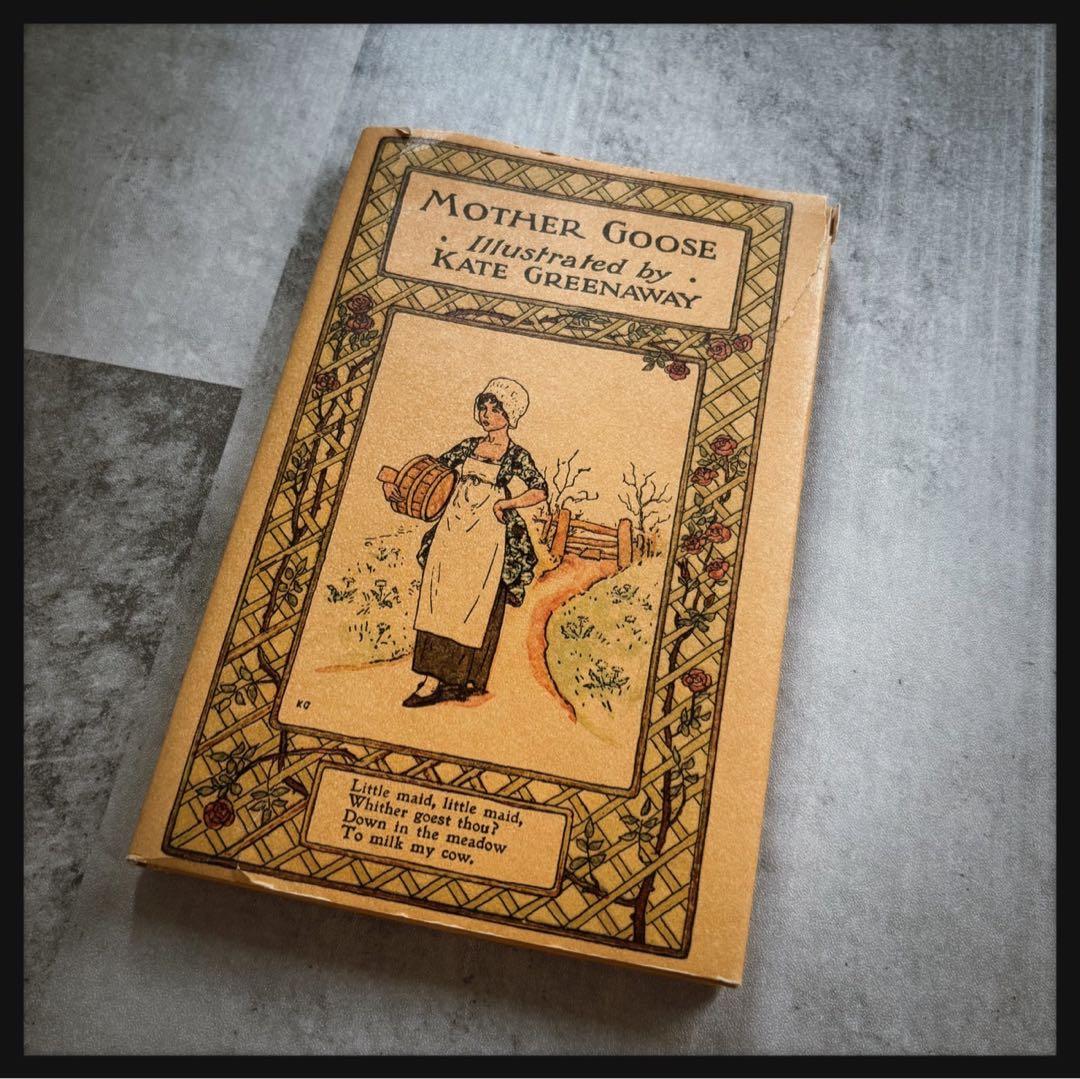 MOTHER GOOSE
· Illustrated by ·
KATE GREENAWAY
KG
Little maid, little maid,
Whither goest thou?
Down in the meadow
To milk my cow.